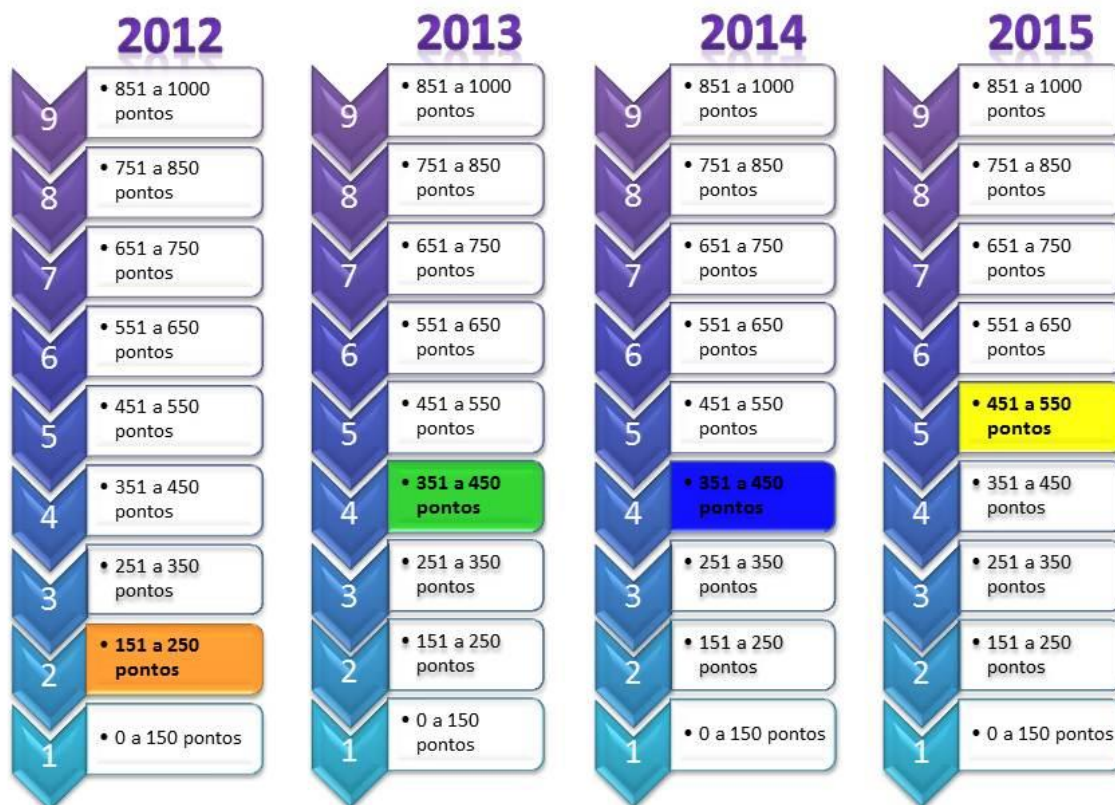 2012
9
• 851 a 1000
pontos
8
• 751 a 850
pontos
7
• 651 a 750
pontos
6
• 551 a 650
pontos
5
• 451 a 550
pontos
4
• 351 a 450
pontos
3
• 251 a 350
pontos
2
• 151 a 250
pontos
1
• 0 a 150 pontos
2013
9
• 851 a 1000
pontos
8
• 751 a 850
pontos
7
• 651 a 750
pontos
6
• 551 a 650
pontos
5
• 451 a 550
pontos
4
• 351 a 450
pontos
3
• 251 a 350
pontos
2
• 151 a 250
pontos
1
• 0 a 150
pontos
2014
9
• 851 a 1000
pontos
8
• 751 a 850
pontos
7
• 651 a 750
pontos
6
• 551 a 650
pontos
5
• 451 a 550
pontos
4
• 351 a 450
pontos
3
• 251 a 350
pontos
2
• 151 a 250
pontos
1
• 0 a 150 pontos
2015
9
• 851 a 1000
pontos
8
• 751 a 850
pontos
7
• 651 a 750
pontos
6
• 551 a 650
pontos
5
• 451 a 550
pontos
4
• 351 a 450
pontos
3
• 251 a 350
pontos
2
• 151 a 250
pontos
1
• 0 a 150 pontos